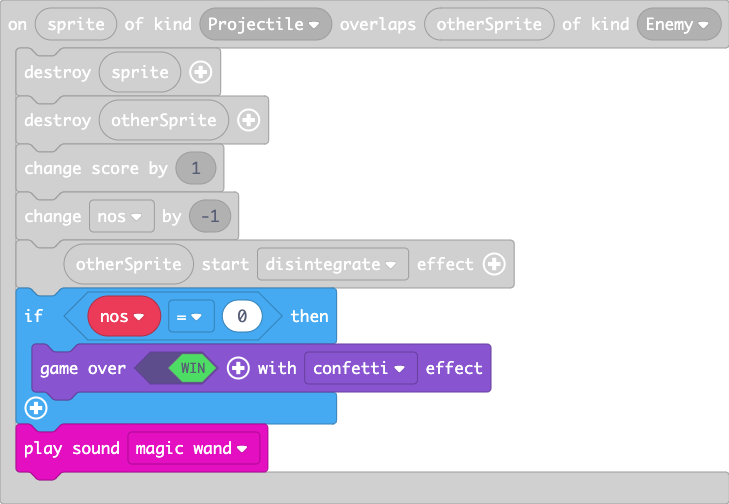 on sprite of kind Projectile overlaps otherSprite of kind Enemy
destroy sprite
destroy otherSprite
change score by 1
change nos by -1
otherSprite start disintegrate effect
if nos = 0 then
game over WIN with confetti effect
play sound magic wand